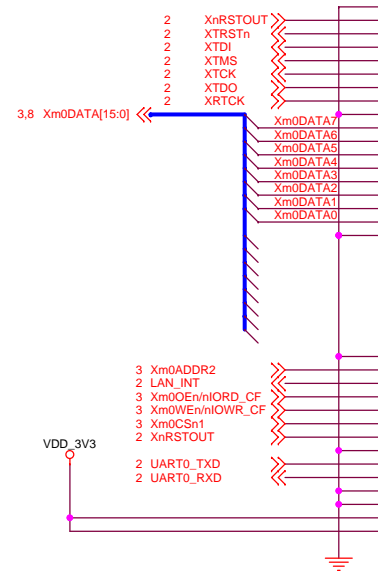 2 XnRSTOUT
2 XTRSTn
2 XTDI
2 XTMS
2 XTCK
2 XTDO
2 XRTCK
3,8 Xm0DATA[15:0]
Xm0DATA7
Xm0DATA6
Xm0DATA5
Xm0DATA4
Xm0DATA3
Xm0DATA2
Xm0DATA1
Xm0DATA0
3 Xm0ADDR2
2 LAN_INT
3 Xm0OEn/nIORD_CF
3 Xm0WEn/nIOWR_CF
3 Xm0CSn1
2 XnRSTOUT
VDD_3V3
2 UART0_TXD
2 UART0_RXD